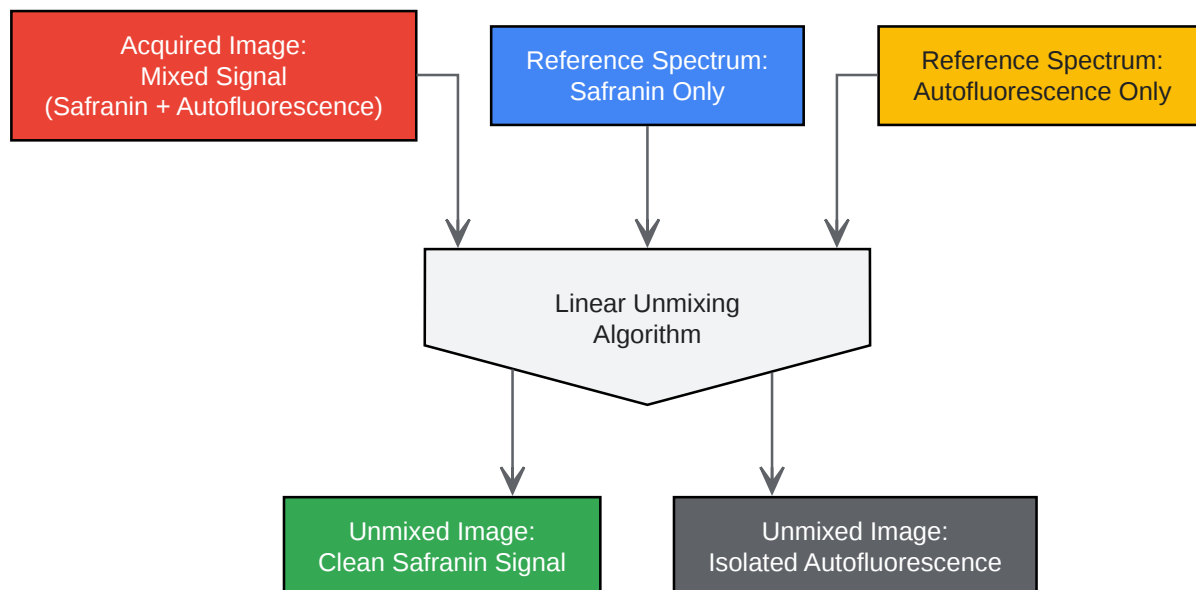 Acquired Image:
Mixed Signal
(Safranin + Autofluorescence)
Reference Spectrum:
Safranin Only
Reference Spectrum:
Autofluorescence Only
Linear Unmixing
Algorithm
Unmixed Image:
Clean Safranin Signal
Unmixed Image:
Isolated Autofluorescence